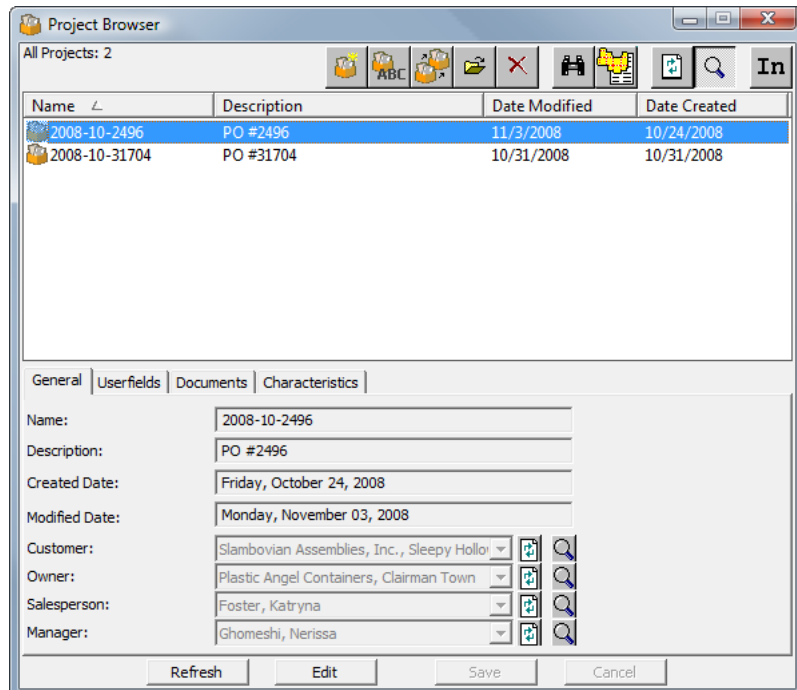 Project Browser
All Projects: 2
ABC
In
Name Description Date Modified Date Created
2008-10-2496 PO #2496 11/3/2008 10/24/2008
2008-10-31704 PO #31704 10/31/2008 10/31/2008
General Userfields Documents Characteristics
Name: 2008-10-2496
Description: PO #2496
Created Date: Friday, October 24, 2008
Modified Date: Monday, November 03, 2008
Customer: Slambovian Assemblies, Inc., Sleepy Hollo
Owner: Plastic Angel Containers, Clairman Town
Salesperson: Foster, Katryna
Manager: Ghomeshi, Nerissa
Refresh Edit Save Cancel